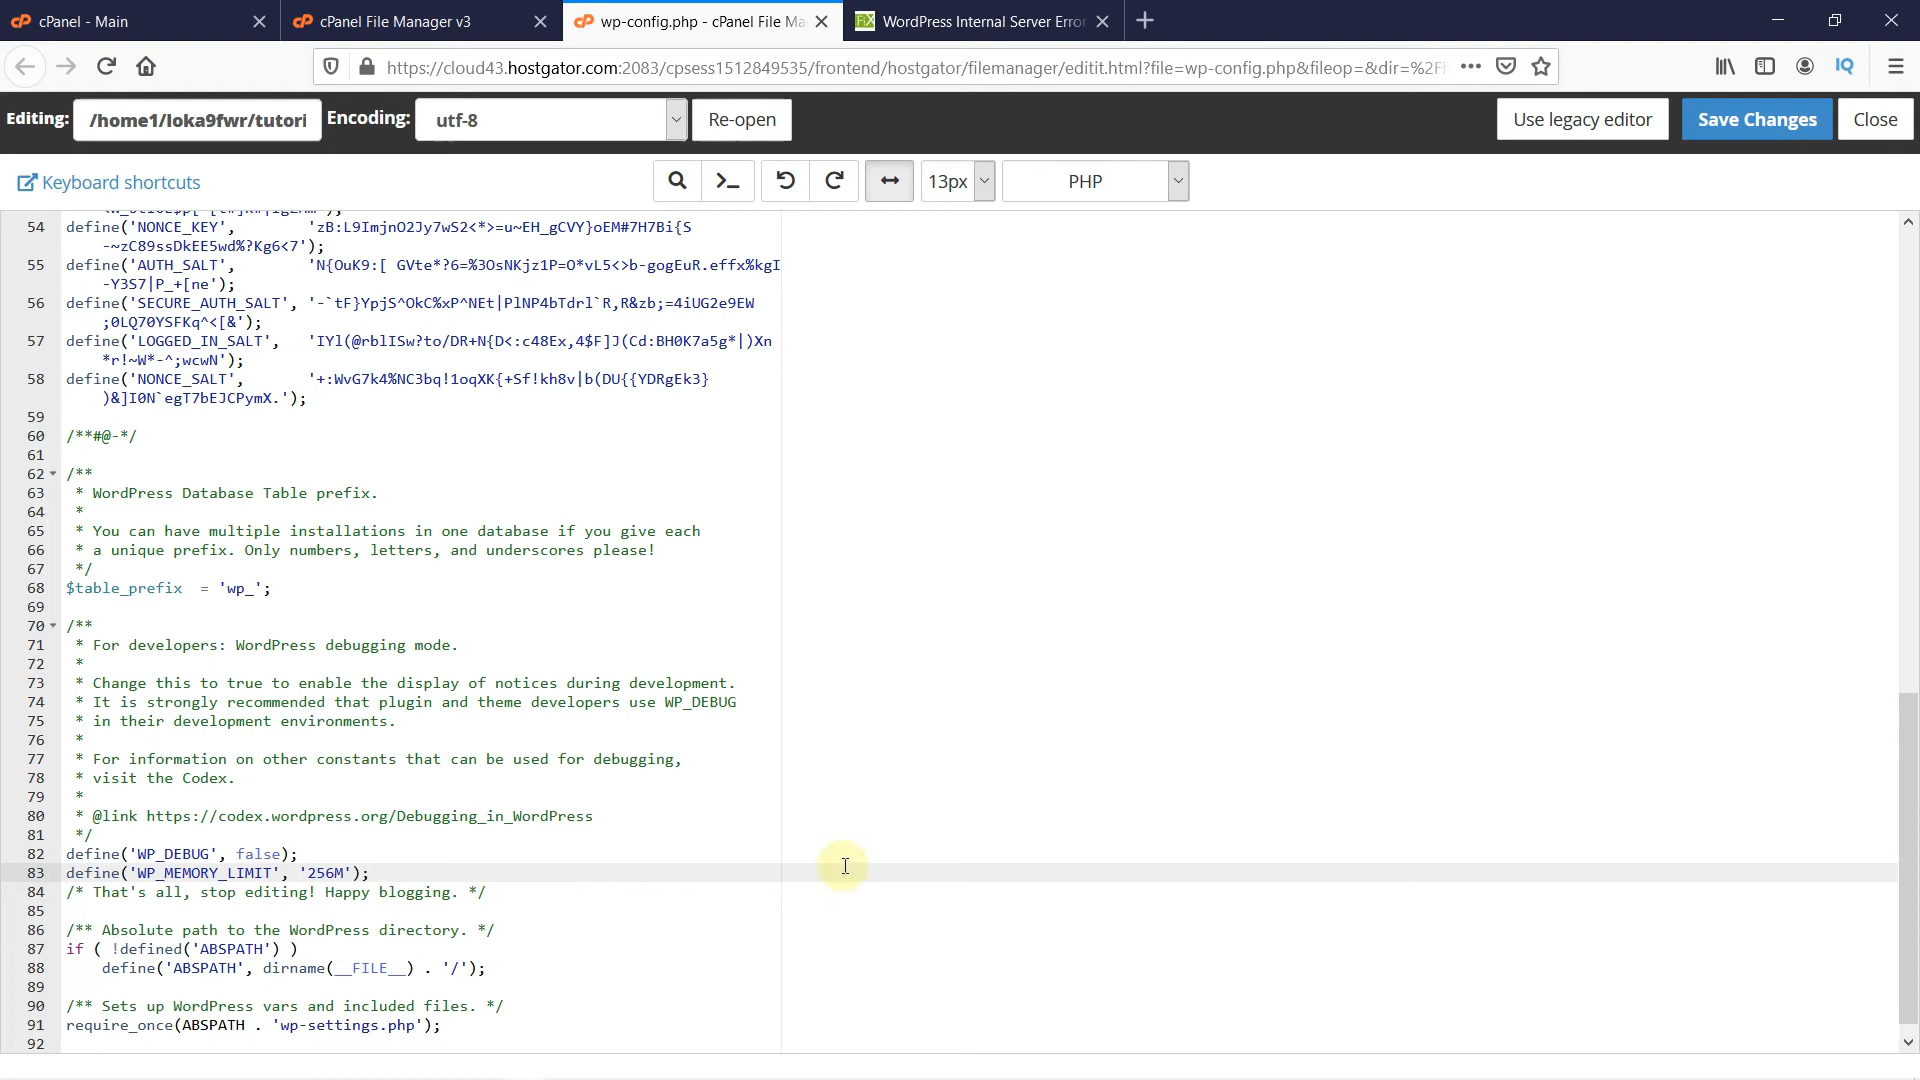 cPanel - Main
cPanel File Manager v3
wp-config.php - cPanel File Ma
WordPress Internal Server Error
https://cloud43.hostgator.com:2083/cpsess1512849535/frontend/hostgator/filemanager/editit.html?file=wp-config.php&fileop=&dir=%2F
IQ
Editing:
/home1/loka9fwr/tutori
Encoding:
utf-8
Re-open
Use legacy editor
Save Changes
Close
Keyboard shortcuts
13px
PHP
54 define('NONCE_KEY',        'zB:L9ImjnO2Jy7wS2<*>=u~EH_gCVY}oEM#7H7Bi{S
-~zC89ssDkEE5wd%?Kg6<7');
55 define('AUTH_SALT',        'N{OuK9:[ GVte*?6=%3OsNKjz1P=O*vL5<>b-gogEuR.effx%kgI
-Y3S7|P_+[ne');
56 define('SECURE_AUTH_SALT', '-`tF}YpjS^OkC%xP^NEt|PlNP4bTdrl`R,R&zb;=4iUG2e9EW
;0LQ70YSFKq^<[&');
57 define('LOGGED_IN_SALT',   'IYl(@rblISw?to/DR+N{D<:c48Ex,4$F]J(Cd:BH0K7a5g*|)Xn
*r!~W*-^;wcwN');
58 define('NONCE_SALT',       '+:WvG7k4%NC3bq!1oqXK{+Sf!kh8v|b(DU{{YDRgEk3}
)&]I0N`egT7bEJCPymX.');
59
60 /**#@-*/
61
62 /**
63  * WordPress Database Table prefix.
64  *
65  * You can have multiple installations in one database if you give each
66  * a unique prefix. Only numbers, letters, and underscores please!
67  */
68 $table_prefix  = 'wp_';
69
70 /**
71  * For developers: WordPress debugging mode.
72  *
73  * Change this to true to enable the display of notices during development.
74  * It is strongly recommended that plugin and theme developers use WP_DEBUG
75  * in their development environments.
76  *
77  * For information on other constants that can be used for debugging,
78  * visit the Codex.
79  *
80  * @link https://codex.wordpress.org/Debugging_in_WordPress
81  */
82 define('WP_DEBUG', false);
83 define('WP_MEMORY_LIMIT', '256M');
84 /* That's all, stop editing! Happy blogging. */
85
86 /** Absolute path to the WordPress directory. */
87 if ( !defined('ABSPATH') )
88     define('ABSPATH', dirname(__FILE__) . '/');
89
90 /** Sets up WordPress vars and included files. */
91 require_once(ABSPATH . 'wp-settings.php');
92